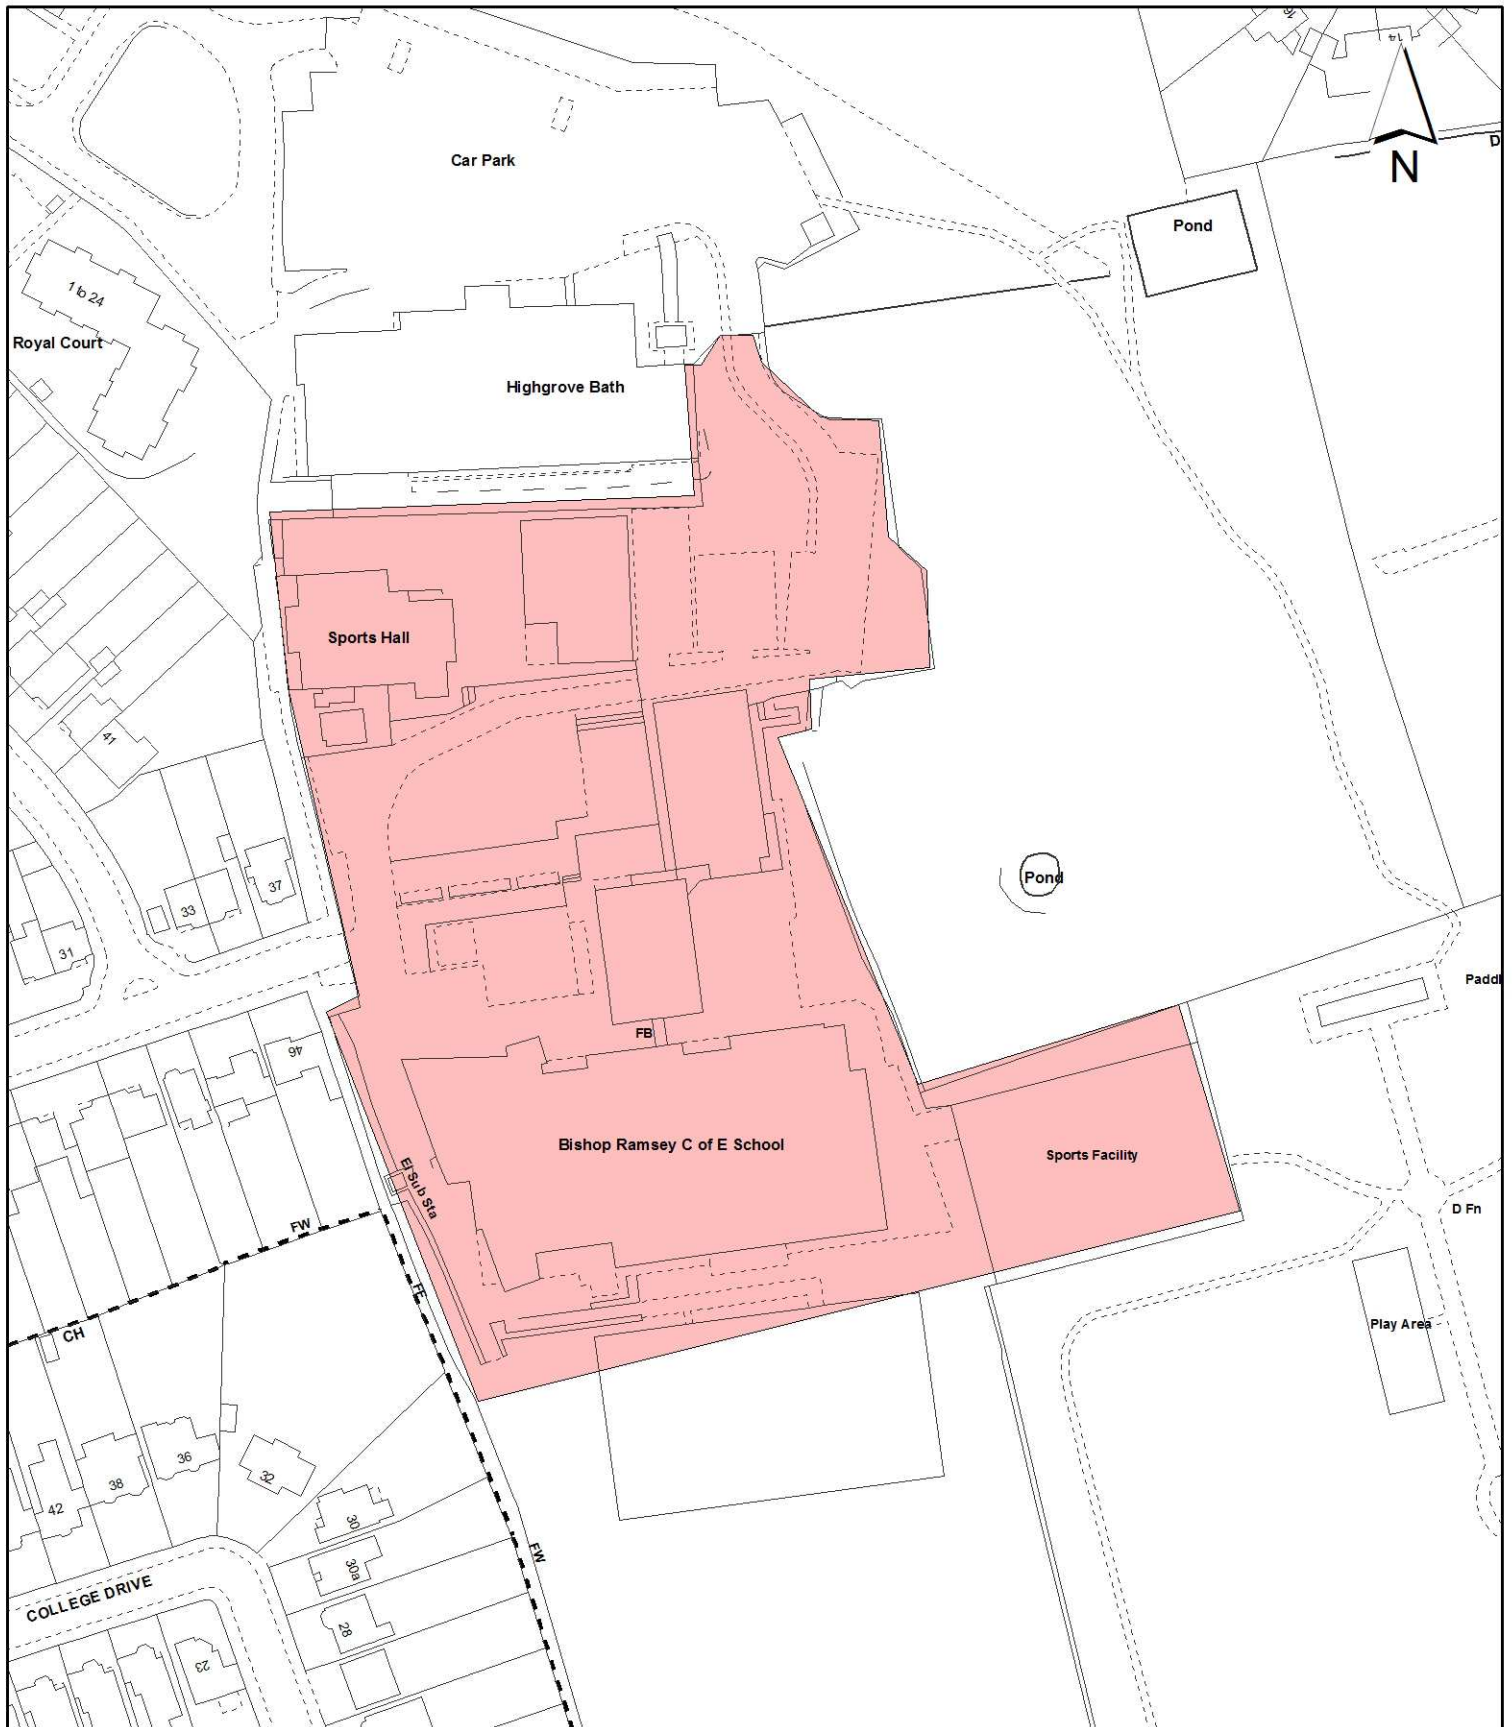 16
14
D
N
Car Park
Pond
1 to 24
Royal Court
Highgrove Bath
Sports Hall
41
37
33
31
Pond
Paddl
46
FB
Bishop Ramsey C of E School
Sports Facility
El Sub Sta
D Fn
FW
FE
CH
Play Area
36
38
32
42
30
FW
30a
COLLEGE DRIVE
28
23